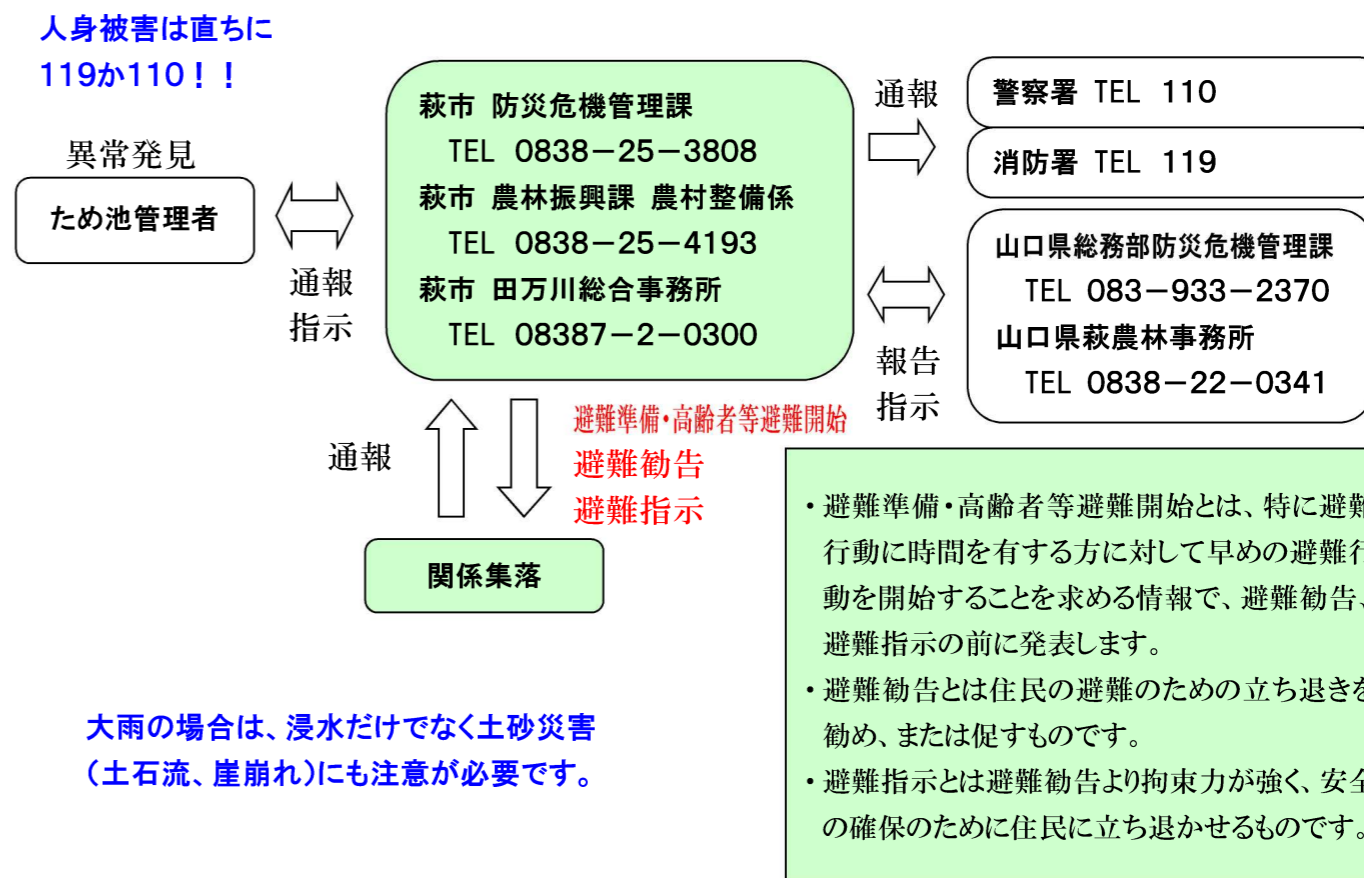 人身被害は直ちに
119か110！！
異常発見
ため池管理者
通報
指示
萩市 防災危機管理課
TEL 0838－25－3808
萩市 農林振興課 農村整備係
TEL 0838－25－4193
萩市 田万川総合事務所
TEL 08387－2－0300
通報
警察署 TEL 110
消防署 TEL 119
報告
指示
山口県総務部防災危機管理課
TEL 083－933－2370
山口県萩農林事務所
TEL 0838－22－0341
通報
避難準備・高齢者等避難開始
避難勧告
避難指示
関係集落
・避難準備・高齢者等避難開始とは、特に避難
行動に時間を有する方に対して早めの避難行
動を開始することを求める情報で、避難勧告、
避難指示の前に発表します。
・避難勧告とは住民の避難のための立ち退きを
勧め、または促すものです。
・避難指示とは避難勧告より拘束力が強く、安全
の確保のために住民に立ち退かせるものです。
大雨の場合は、浸水だけでなく土砂災害
（土石流、崖崩れ）にも注意が必要です。